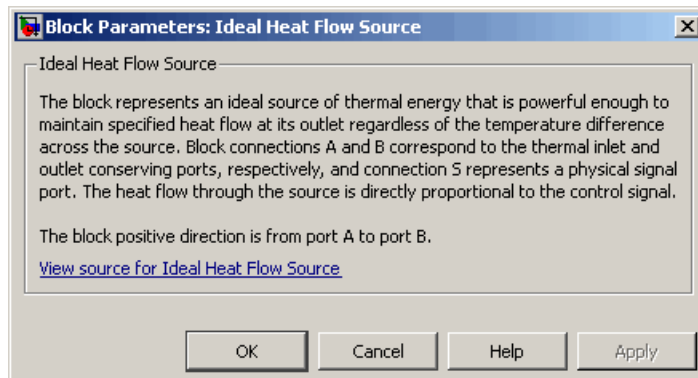 Block Parameters: Ideal Heat Flow Source
Ideal Heat Flow Source
The block represents an ideal source of thermal energy that is powerful enough to
maintain specified heat flow at its outlet regardless of the temperature difference
across the source. Block connections A and B correspond to the thermal inlet and
outlet conserving ports, respectively, and connection S represents a physical signal
port. The heat flow through the source is directly proportional to the control signal.
The block positive direction is from port A to port B.
View source for Ideal Heat Flow Source
OK Cancel Help Apply